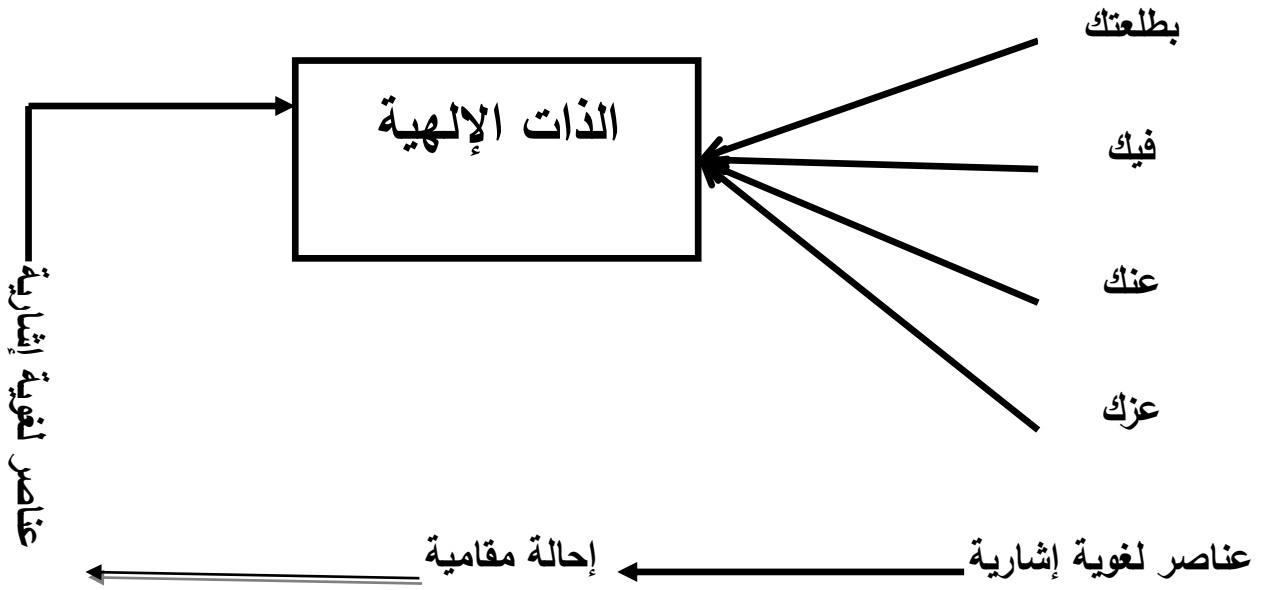 بطلعتك
الذات الإلهية
فيك
عنك
عزك
عناصر لغوية إشارية
إحالة مقامية
عناصر لغوية إشارية